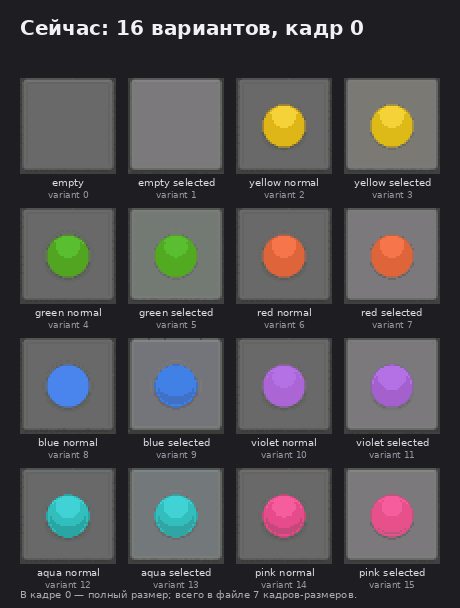 Сейчас: 16 вариантов, кадр 0
empty
variant 0
empty selected
variant 1
yellow normal
variant 2
yellow selected
variant 3
green normal
variant 4
green selected
variant 5
red normal
variant 6
red selected
variant 7
blue normal
variant 8
blue selected
variant 9
violet normal
variant 10
violet selected
variant 11
aqua normal
variant 12
aqua selected
variant 13
pink normal
variant 14
pink selected
variant 15
В кадре 0 — полный размер; всего в файле 7 кадров-размеров.